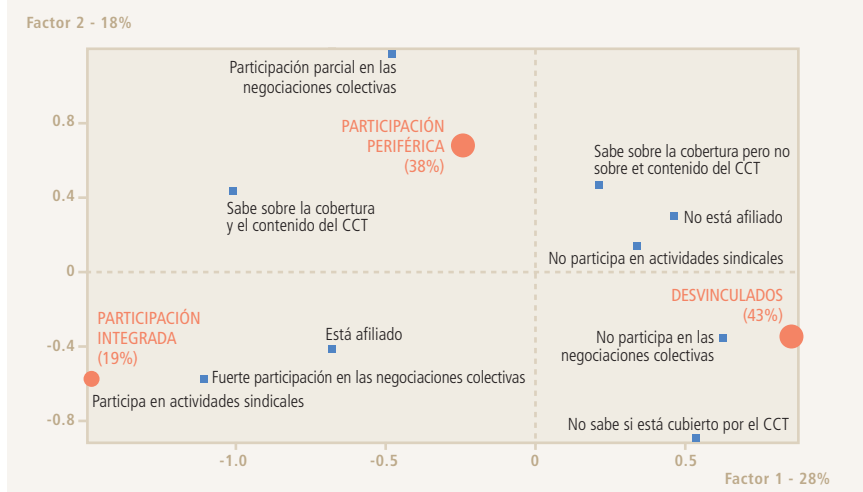 Factor 2 - 18%
Participación parcial en las
negociaciones colectivas
0.8
PARTICIPACIÓN
PERIFÉRICA
(38%)
Sabe sobre la cobertura pero no
sobre et contenido del CCT
0.4
Sabe sobre la cobertura
y el contenido del CCT
No está afiliado
No participa en actividades sindicales
0
DESVINCULADOS
(43%)
PARTICIPACIÓN
INTEGRADA
(19%)
Está afiliado
No participa en las
negociaciones colectivas
-0.4
Fuerte participación en las negociaciones colectivas
Participa en actividades sindicales
-0.8
No sabe si está cubierto por el CCT
-1.0
-0.5
0
0.5
Factor 1 - 28%